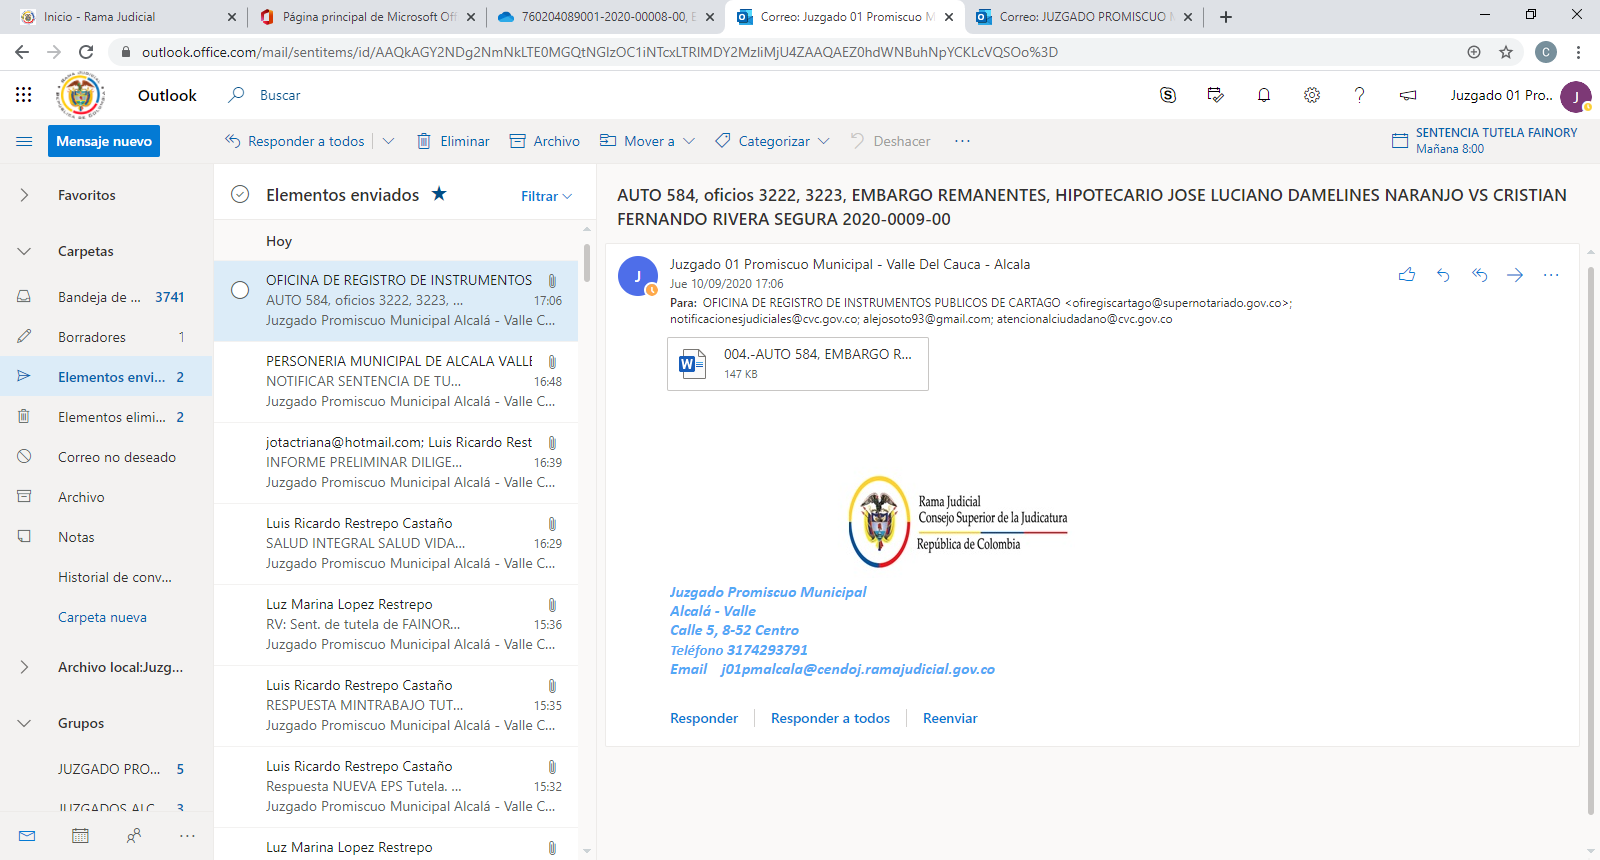 Inicio - Rama Judicial
Página principal de Microsoft Off
760204089001-2020-00008-00, E
Correo: Juzgado 01 Promiscuo M
Correo: JUZGADO PROMISCUO M
outlook.office.com/mail/sentitems/id/AAQkAGY2NDg2NmNkLTE0MGQtNGIzOC1iNTcxLTRlMDY2MzliMjU4ZAAQAEZ0hdWNBuhNpYCKLcVQSOo%3D
C
Outlook
Buscar
Juzgado 01 Pro..
J
Mensaje nuevo
Responder a todos
Eliminar
Archivo
Mover a
Categorizar
Deshacer
SENTENCIA TUTELA FAINORY
Mañana 8:00
Favoritos
Carpetas
Bandeja de ... 3741
Borradores 1
Elementos envi... 2
Elementos elimi... 2
Correo no deseado
Archivo
Notas
Historial de conv...
Carpeta nueva
Archivo local:Juzg...
Grupos
JUZGADO PRO... 5
JUZGADOS ALC... 3
Elementos enviados
Filtrar
Hoy
OFICINA DE REGISTRO DE INSTRUMENTOS
AUTO 584, oficios 3222, 3223, ... 17:06
Juzgado Promiscuo Municipal Alcalá - Valle C...
PERSONERIA MUNICIPAL DE ALCALA VALLE
NOTIFICAR SENTENCIA DE TU... 16:48
Juzgado Promiscuo Municipal Alcalá - Valle C...
jotactriana@hotmail.com; Luis Ricardo Rest
INFORME PRELIMINAR DILIGE... 16:39
Juzgado Promiscuo Municipal Alcalá - Valle C...
Luis Ricardo Restrepo Castaño
SALUD INTEGRAL SALUD VIDA... 16:29
Juzgado Promiscuo Municipal Alcalá - Valle C...
Luz Marina Lopez Restrepo
RV: Sent. de tutela de FAINOR... 15:36
Juzgado Promiscuo Municipal Alcalá - Valle C...
Luis Ricardo Restrepo Castaño
RESPUESTA MINTRABAJO TUT... 15:35
Juzgado Promiscuo Municipal Alcalá - Valle C...
Luis Ricardo Restrepo Castaño
Respuesta NUEVA EPS Tutela. ... 15:32
Juzgado Promiscuo Municipal Alcalá - Valle C...
Luz Marina Lopez Restrepo
AUTO 584, oficios 3222, 3223, EMBARGO REMANENTES, HIPOTECARIO JOSE LUCIANO DAMELINES NARANJO VS CRISTIAN
FERNANDO RIVERA SEGURA 2020-0009-00
J
Juzgado 01 Promiscuo Municipal - Valle Del Cauca - Alcala
Jue 10/09/2020 17:06
Para: OFICINA DE REGISTRO DE INSTRUMENTOS PUBLICOS DE CARTAGO <ofiregiscartago@supernotariado.gov.co>;
notificacionesjudiciales@cvc.gov.co; alejosoto93@gmail.com; atencionalciudadano@cvc.gov.co
004.-AUTO 584, EMBARGO R...
147 KB
Rama Judicial
Consejo Superior de la Judicatura
República de Colombia
Juzgado Promiscuo Municipal
Alcalá - Valle
Calle 5, 8-52 Centro
Teléfono 3174293791
Email j01pmalcala@cendoj.ramajudicial.gov.co
Responder
Responder a todos
Reenviar